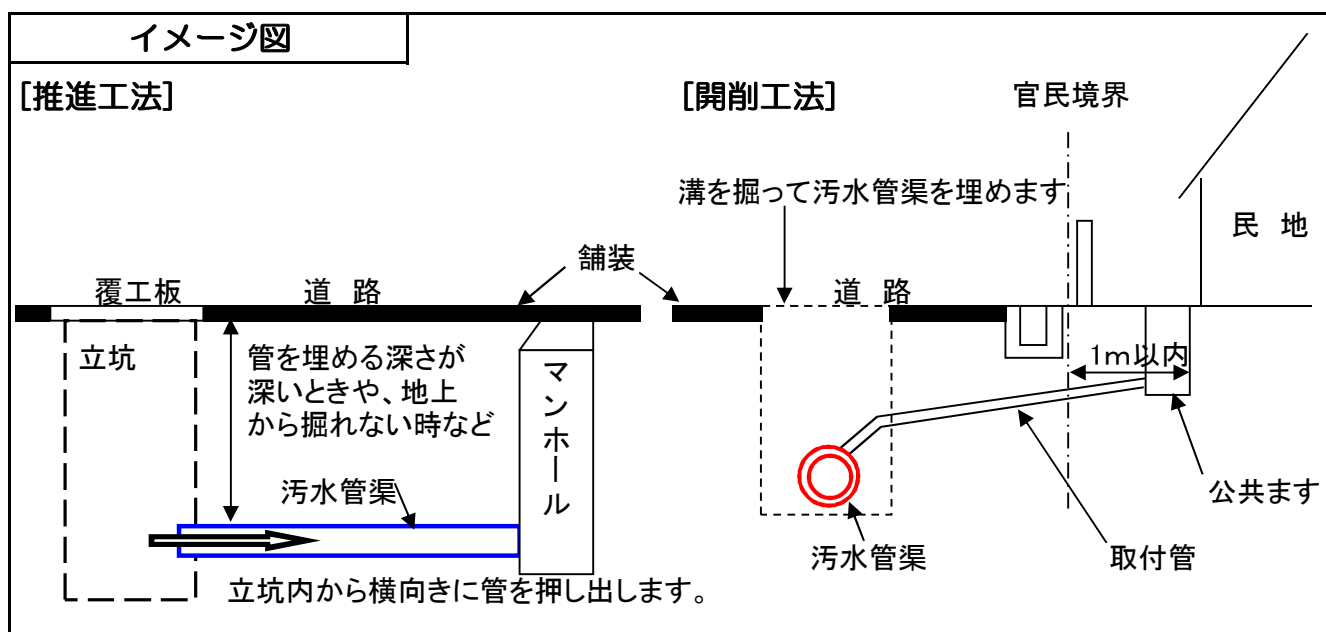 イメージ図
[推進工法]
[開削工法]
官民境界
溝を掘って汚水管渠を埋めます
民 地
舗装
覆工板
道 路
道 路
立坑
管を埋める深さが
深いときや、地上
から掘れない時など
マンホール
1m以内
汚水管渠
公共ます
汚水管渠
取付管
立坑内から横向きに管を押し出します。